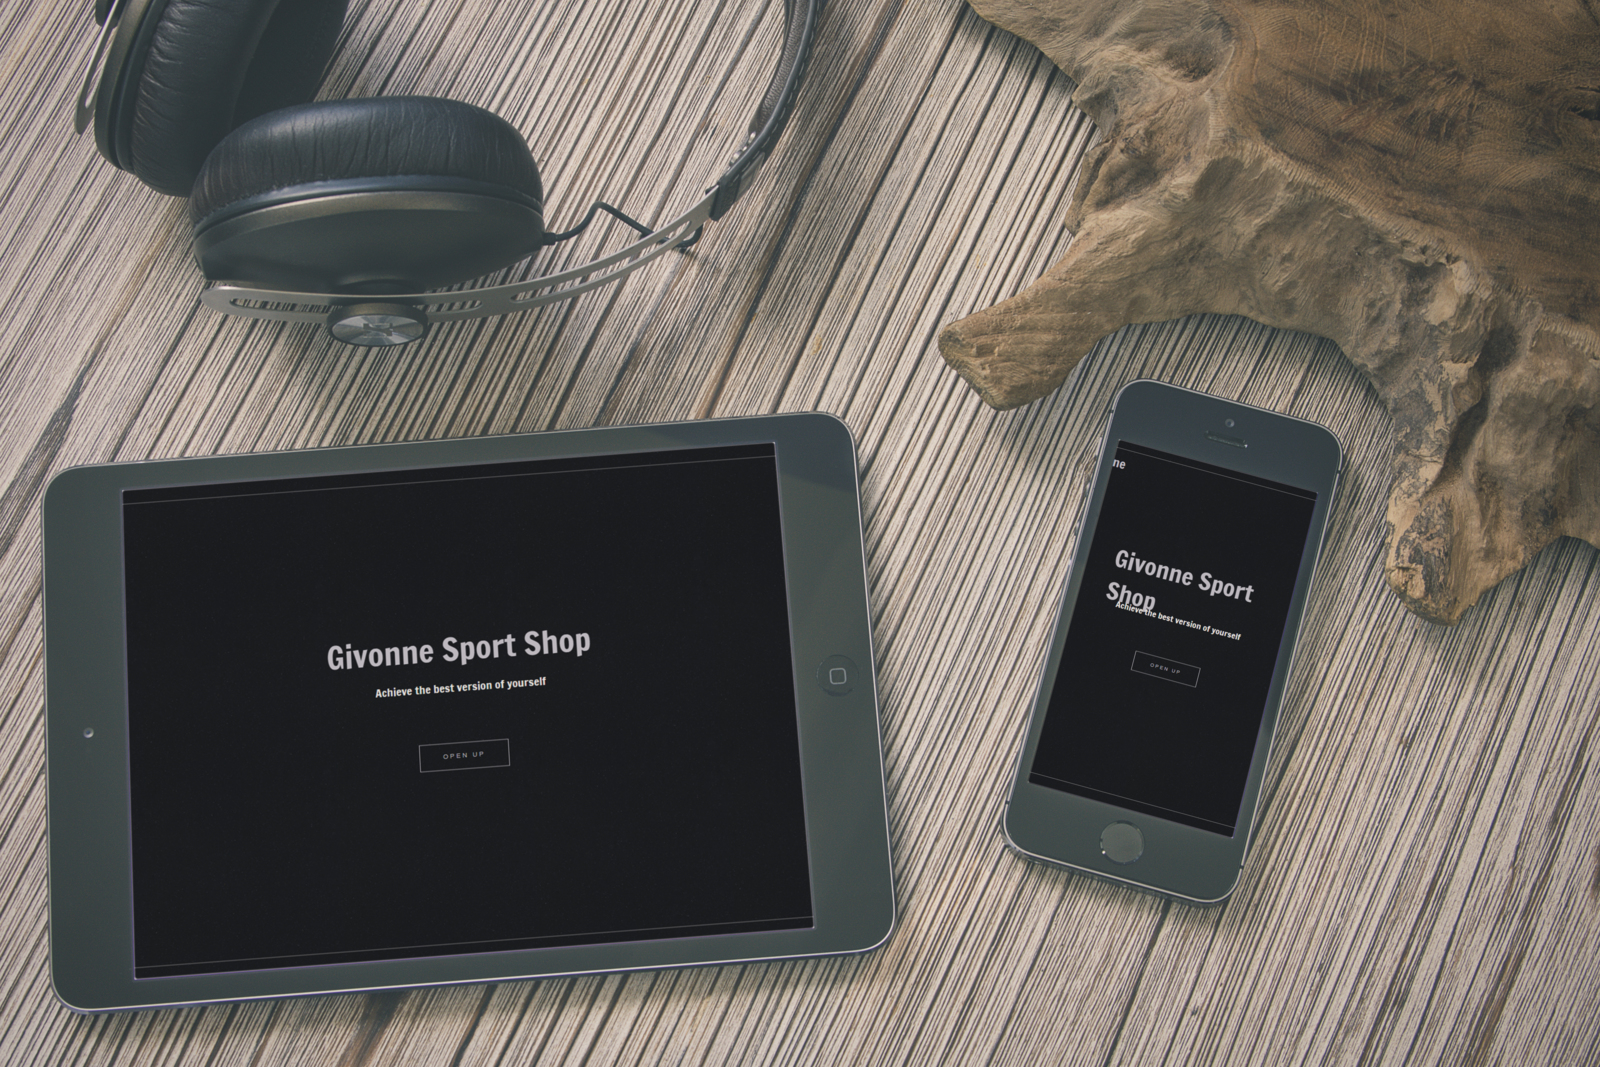 Givonne Sport Shop
Achieve the best version of yourself
OPEN UP
ne
Givonne Sport
Shop
Achieve the best version of yourself
OPEN UP